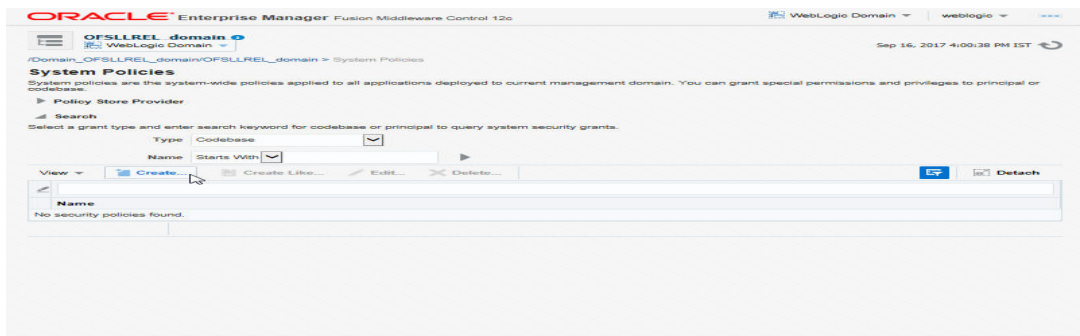 ORACLE Enterprise Manager Fusion Middleware Control 12c WebLogic Domain weblogic
OFSLLREL_domain
WebLogic Domain Sep 16, 2017 4:00:38 PM IST
/Domain_OFSLLREL_domain/OFSLLREL_domain > System Policies
System Policies
System policies are the system-wide policies applied to all applications deployed to current management domain. You can grant special permissions and privileges to principal or
codebase.
Policy Store Provider
Search
Select a grant type and enter search keyword for codebase or principal to query system security grants.
Type Codebase
Name Starts With
View Create... Create Like... Edit... Delete... Detach
Name
No security policies found.